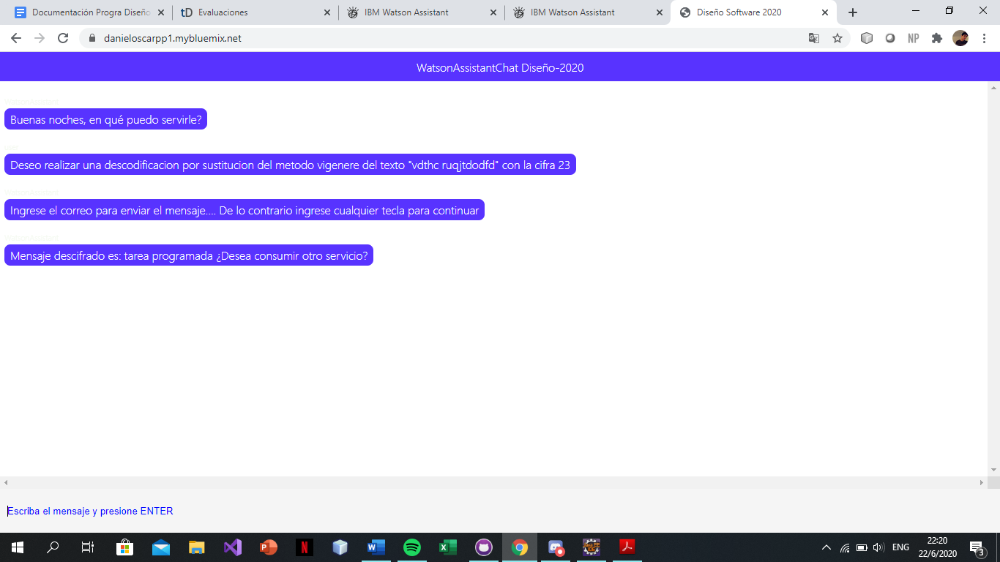 Documentación Progra Diseño
tD Evaluaciones
IBM Watson Assistant
IBM Watson Assistant
Diseño Software 2020
danieloscarpp1.mybluemix.net
NP
WatsonAssistantChat Diseño-2020
Buenas noches, en qué puedo servirle?
Deseo realizar una descodificacion por sustitucion del metodo vigenere del texto "vdthc ruqjtdodfd" con la cifra 23
WatsonAssistant
Ingrese el correo para enviar el mensaje.... De lo contrario ingrese cualquier tecla para continuar
WatsonAssistant
Mensaje descifrado es: tarea programada ¿Desea consumir otro servicio?
Escriba el mensaje y presione ENTER
ENG
22:20
22/6/2020
3